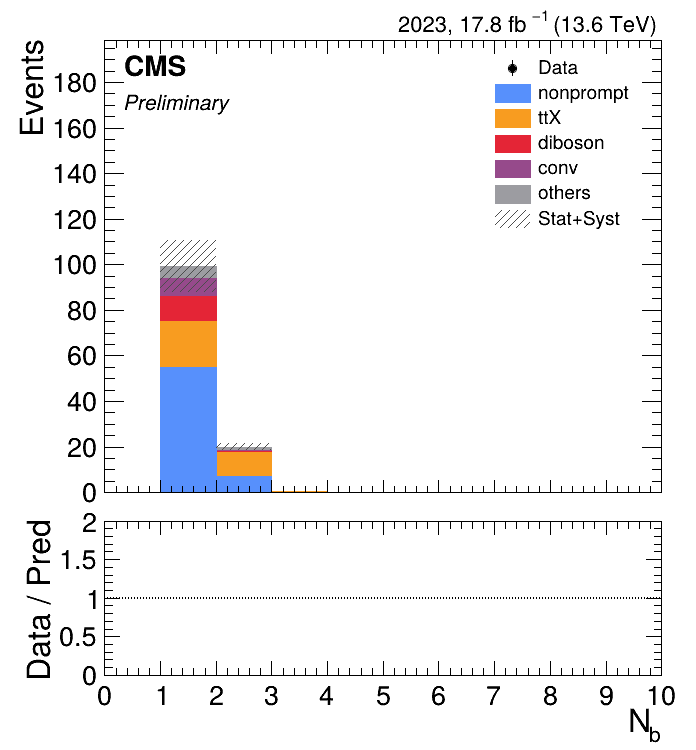 2023, 17.8 fb⁻¹ (13.6 TeV)
CMS
Preliminary
Events
180
160
140
120
100
80
60
40
20
0
Data
nonprompt
ttX
diboson
conv
others
Stat+Syst
Data / Pred
2
1.5
1
0.5
0
0 1 2 3 4 5 6 7 8 9 10
N_b